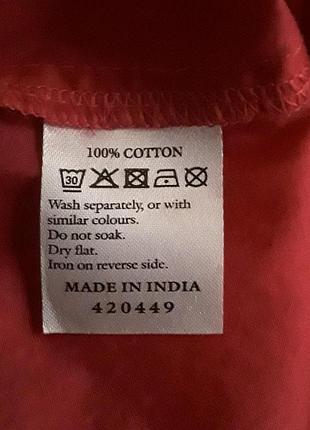 100% COTTON
30
Wash separately, or with
similar colours.
Do not soak.
Dry flat.
Iron on reverse side.
MADE IN INDIA
420449